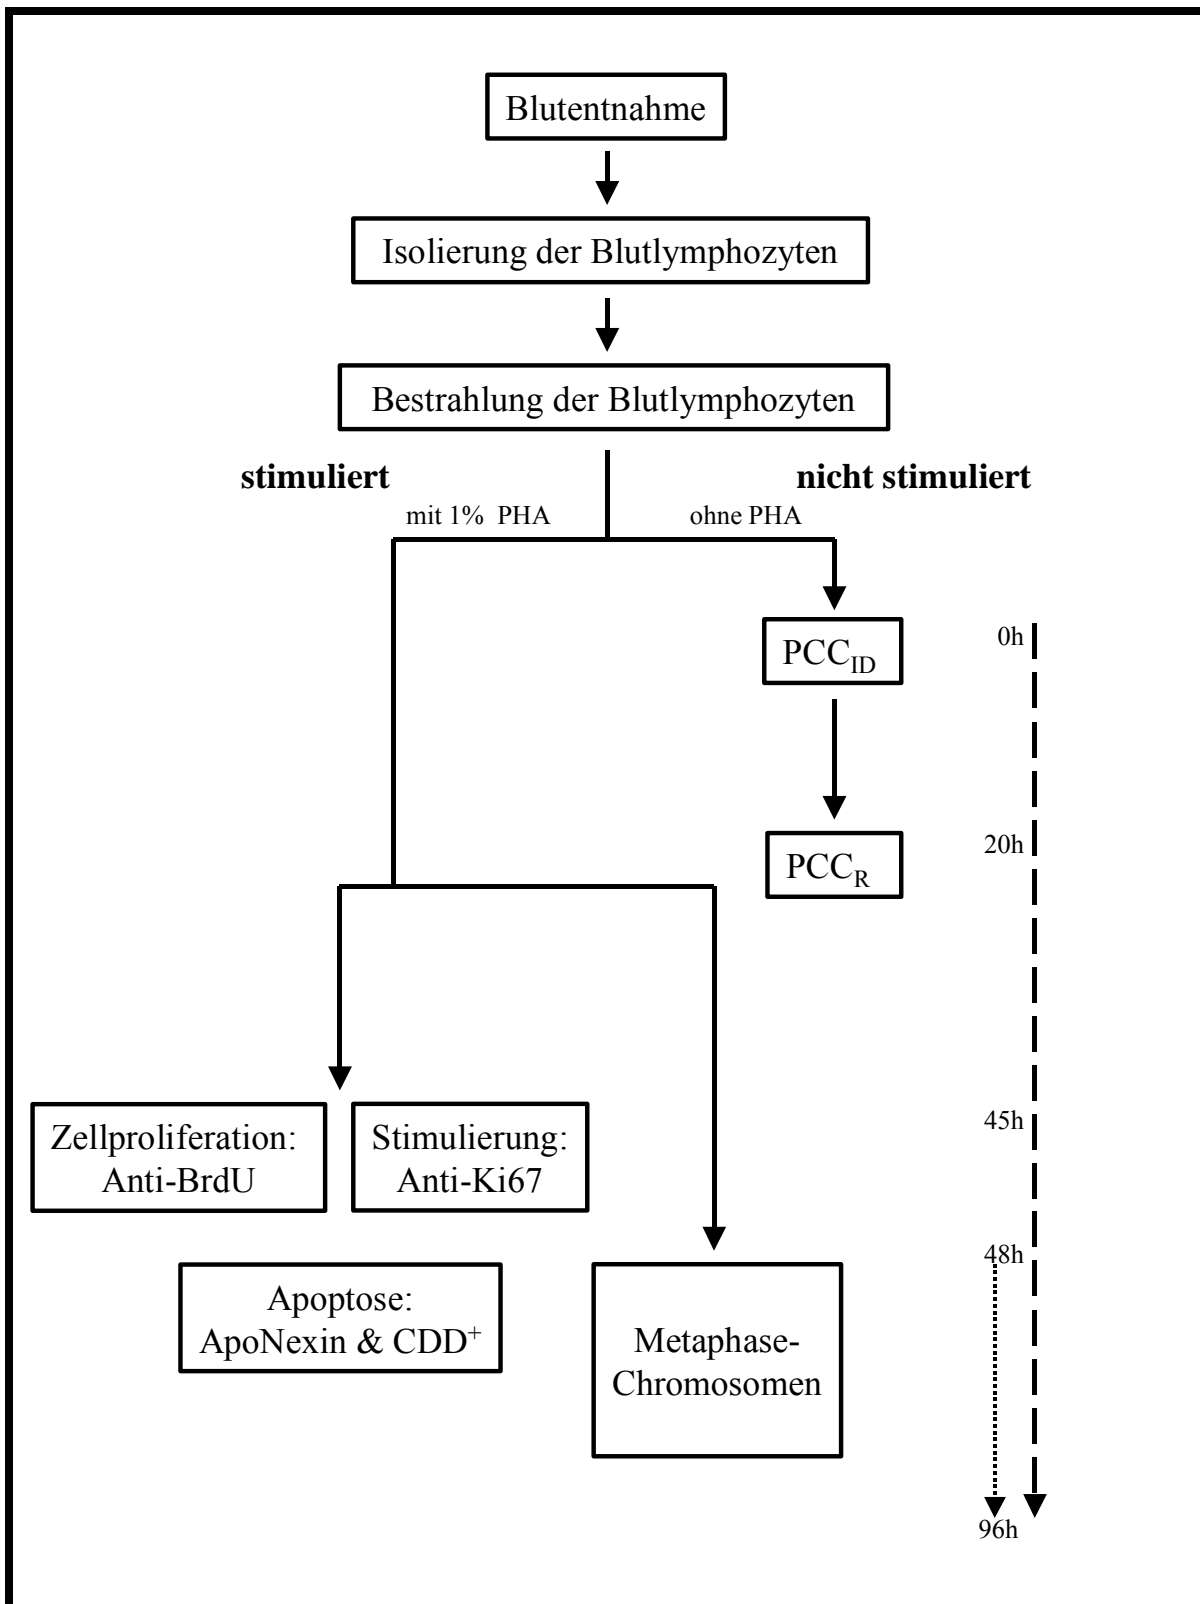 Blutentnahme
Isolierung der Blutlymphozyten
Bestrahlung der Blutlymphozyten
stimuliert
nicht stimuliert
mit 1% PHA
ohne PHA
PCC_ID
0h
PCC_R
20h
Zellproliferation:
Anti-BrdU
Stimulierung:
Anti-Ki67
45h
Apoptose:
ApoNexin & CDD⁺
Metaphase-
Chromosomen
48h
96h